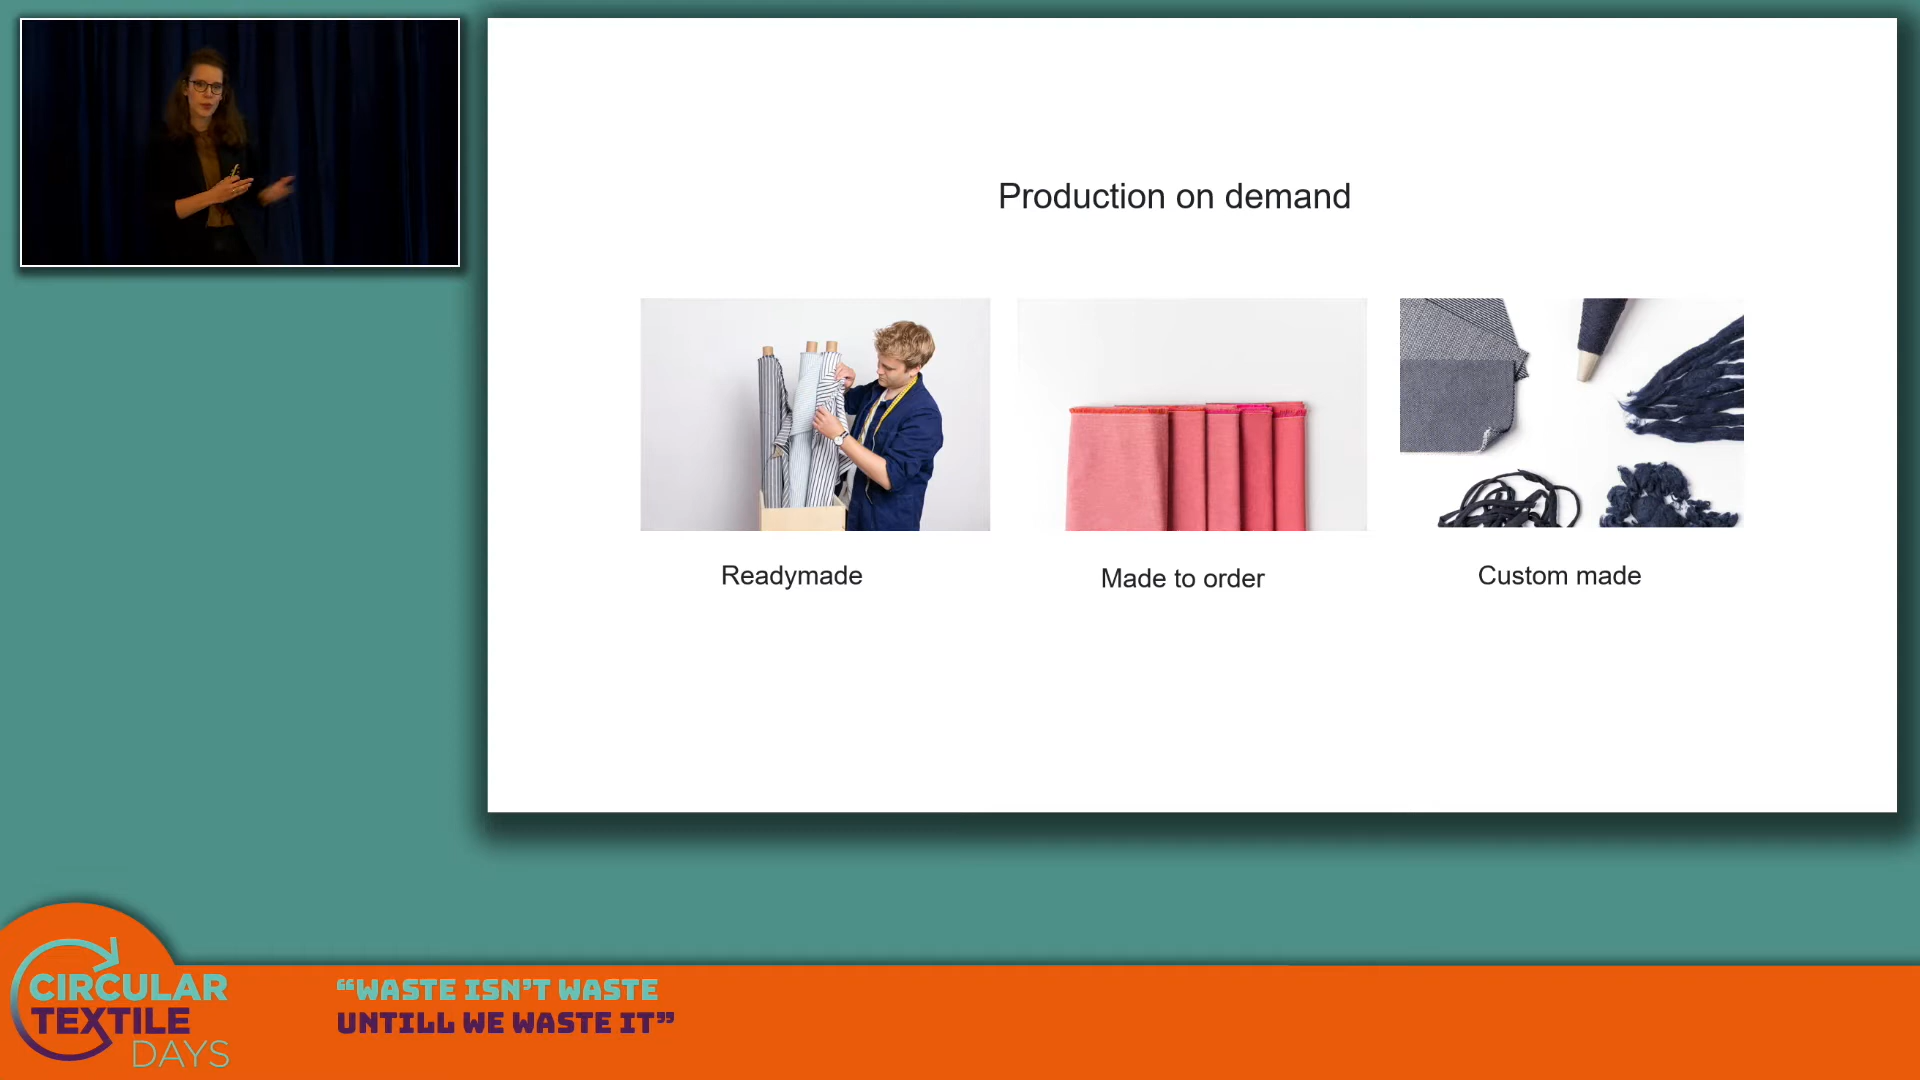 Production on demand
Readymade
Made to order
Custom made
CIRCULAR
TEXTILE
DAYS
“WASTE ISN’T WASTE
UNTILL WE WASTE IT”